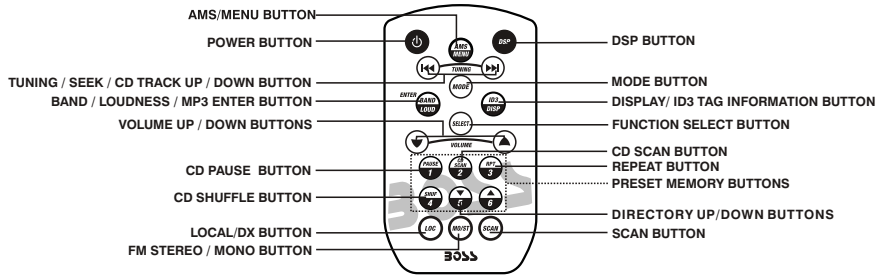 AMS/MENU BUTTON
POWER BUTTON
TUNING / SEEK / CD TRACK UP / DOWN BUTTON
BAND / LOUDNESS / MP3 ENTER BUTTON
VOLUME UP / DOWN BUTTONS
CD PAUSE BUTTON
CD SHUFFLE BUTTON
LOCAL/DX BUTTON
FM STEREO / MONO BUTTON
AMS
MENU
DSP
TUNING
MODE
ENTER
BAND
LOUD
ID3
DISP
SELECT
VOLUME
PAUSE
1
CD
SCAN
2
RPT
3
SHUF
4
5
6
BOSS
LOC
MO/ST
SCAN
BOSS
DSP BUTTON
MODE BUTTON
DISPLAY/ ID3 TAG INFORMATION BUTTON
FUNCTION SELECT BUTTON
CD SCAN BUTTON
REPEAT BUTTON
PRESET MEMORY BUTTONS
DIRECTORY UP/DOWN BUTTONS
SCAN BUTTON